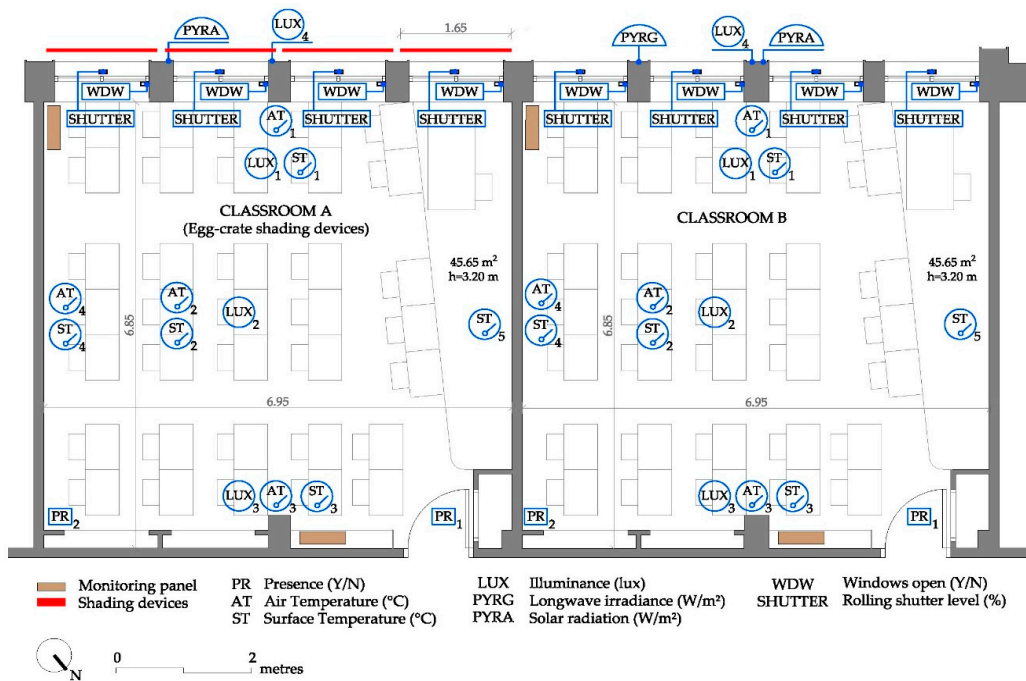 1.65
PYRA
LUX
4
PYRG
LUX
4
PYRA
WDW
WDW
WDW
WDW
WDW
WDW
WDW
WDW
SHUTTER
SHUTTER
SHUTTER
SHUTTER
SHUTTER
SHUTTER
SHUTTER
SHUTTER
AT
1
AT
1
LUX
1
ST
1
LUX
1
ST
1
CLASSROOM A
(Egg-crate shading devices)
CLASSROOM B
45.65 m²
h=3.20 m
45.65 m²
h=3.20 m
AT
4
AT
2
LUX
2
ST
4
ST
2
ST
5
6.85
AT
4
AT
2
LUX
2
ST
4
ST
2
ST
5
6.85
6.95
6.95
LUX
3
AT
3
ST
3
LUX
3
AT
3
ST
3
PR
2
PR
1
PR
2
PR
1
Monitoring panel
Shading devices
PR Presence (Y/N)
AT Air Temperature (°C)
ST Surface Temperature (°C)
LUX Illuminance (lux)
PYRG Longwave irradiance (W/m²)
PYRA Solar radiation (W/m²)
WDW Windows open (Y/N)
SHUTTER Rolling shutter level (%)
N
0 2
metres